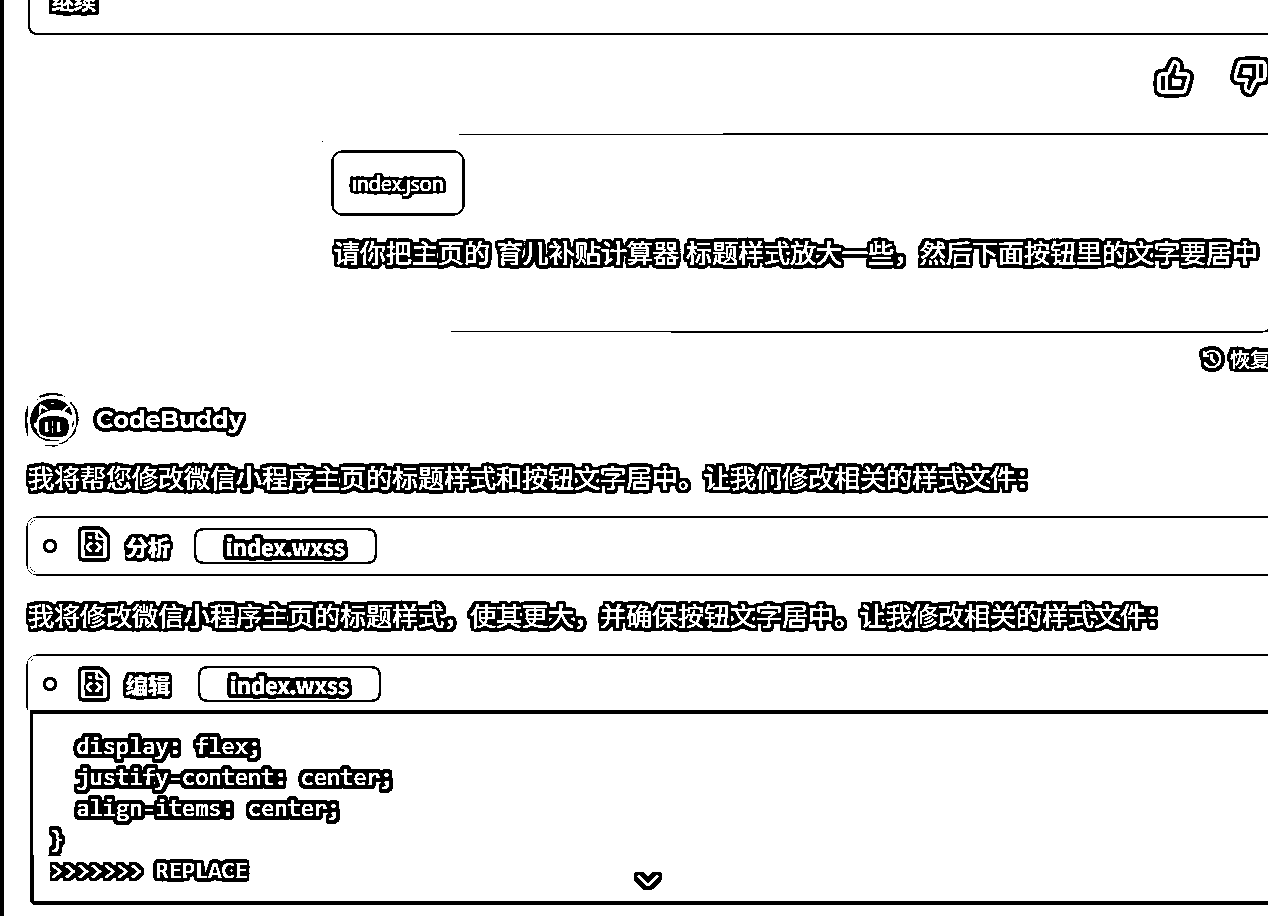 继续
index.json
请你把主页的 育儿补贴计算器 标题样式放大一些，然后下面按钮里的文字要居中
恢复
CodeBuddy
我将帮您修改微信小程序主页的标题样式和按钮文字居中。让我们修改相关的样式文件：
分析 index.wxss
我将修改微信小程序主页的标题样式，使其更大，并确保按钮文字居中。让我修改相关的样式文件：
编辑 index.wxss
display: flex;
justify-content: center;
align-items: center;
}
>>>>>>> REPLACE